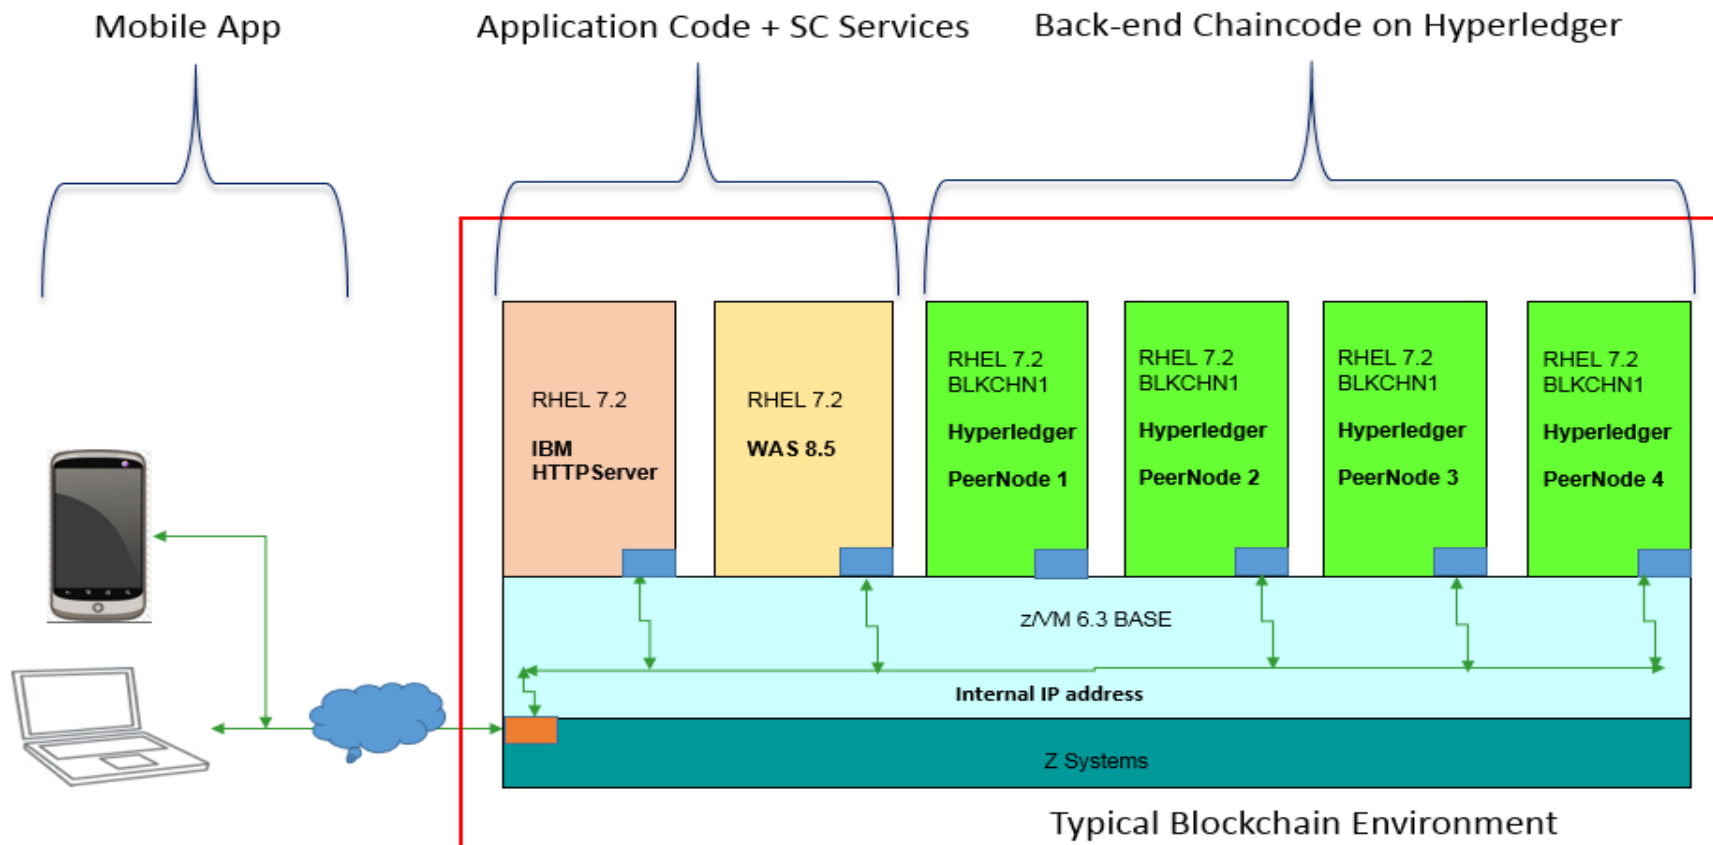 Mobile App
Application Code + SC Services
Back-end Chaincode on Hyperledger
RHEL 7.2
IBM
HTTPServer
RHEL 7.2
WAS 8.5
RHEL 7.2
BLKCHN1
Hyperledger
PeerNode 1
RHEL 7.2
BLKCHN1
Hyperledger
PeerNode 2
RHEL 7.2
BLKCHN1
Hyperledger
PeerNode 3
RHEL 7.2
BLKCHN1
Hyperledger
PeerNode 4
z/VM 6.3 BASE
Internal IP address
Z Systems
Typical Blockchain Environment